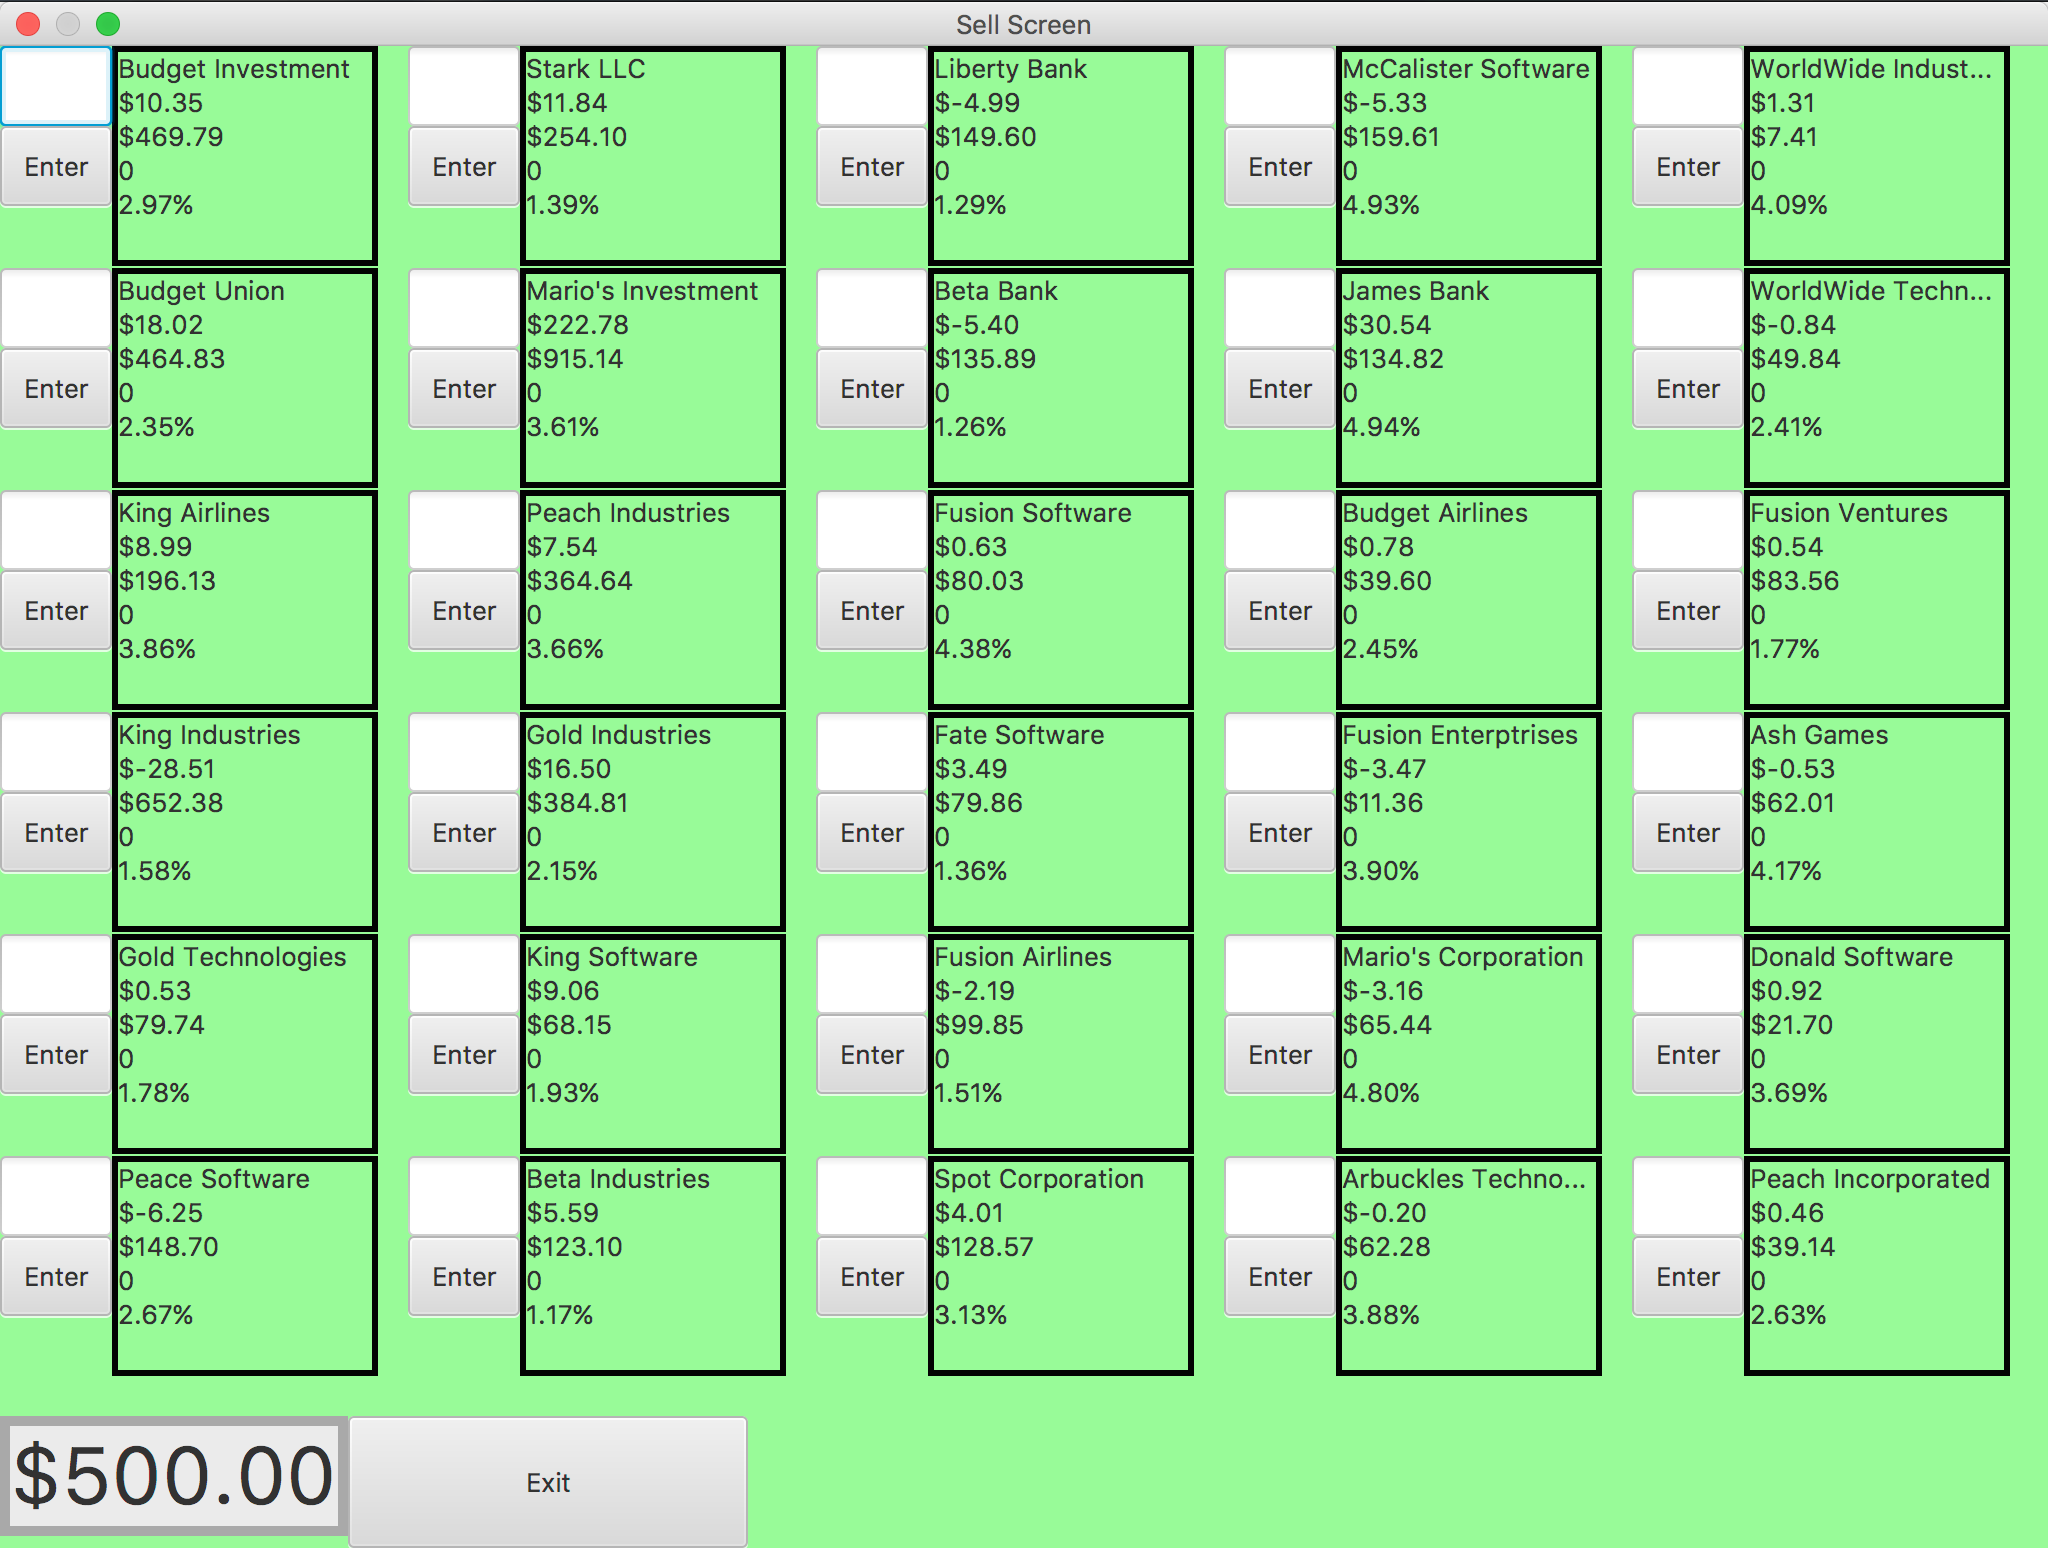 Sell Screen
Budget Investment
$10.35
$469.79
0
2.97%
Enter
Stark LLC
$11.84
$254.10
0
1.39%
Enter
Liberty Bank
$-4.99
$149.60
0
1.29%
Enter
McCalister Software
$-5.33
$159.61
0
4.93%
Enter
WorldWide Indust...
$1.31
$7.41
0
4.09%
Enter
Budget Union
$18.02
$464.83
0
2.35%
Enter
Mario's Investment
$222.78
$915.14
0
3.61%
Enter
Beta Bank
$-5.40
$135.89
0
1.26%
Enter
James Bank
$30.54
$134.82
0
4.94%
Enter
WorldWide Techn...
$-0.84
$49.84
0
2.41%
Enter
King Airlines
$8.99
$196.13
0
3.86%
Enter
Peach Industries
$7.54
$364.64
0
3.66%
Enter
Fusion Software
$0.63
$80.03
0
4.38%
Enter
Budget Airlines
$0.78
$39.60
0
2.45%
Enter
Fusion Ventures
$0.54
$83.56
0
1.77%
Enter
King Industries
$-28.51
$652.38
0
1.58%
Enter
Gold Industries
$16.50
$384.81
0
2.15%
Enter
Fate Software
$3.49
$79.86
0
1.36%
Enter
Fusion Enterptrises
$-3.47
$11.36
0
3.90%
Enter
Ash Games
$-0.53
$62.01
0
4.17%
Enter
Gold Technologies
$0.53
$79.74
0
1.78%
Enter
King Software
$9.06
$68.15
0
1.93%
Enter
Fusion Airlines
$-2.19
$99.85
0
1.51%
Enter
Mario's Corporation
$-3.16
$65.44
0
4.80%
Enter
Donald Software
$0.92
$21.70
0
3.69%
Enter
Peace Software
$-6.25
$148.70
0
2.67%
Enter
Beta Industries
$5.59
$123.10
0
1.17%
Enter
Spot Corporation
$4.01
$128.57
0
3.13%
Enter
Arbuckles Techno...
$-0.20
$62.28
0
3.88%
Enter
Peach Incorporated
$0.46
$39.14
0
2.63%
Enter
$500.00
Exit